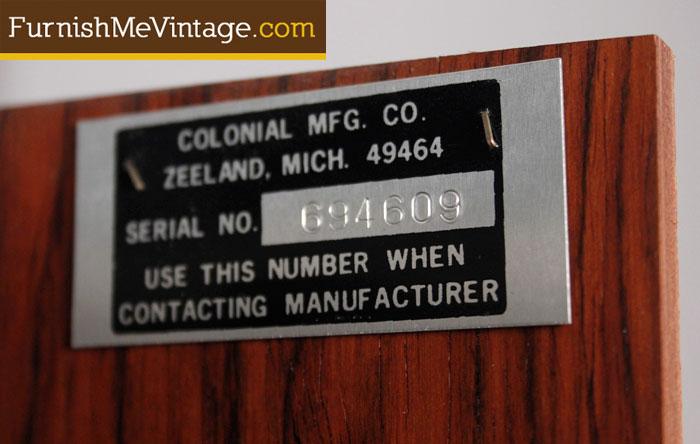 FurnishMeVintage.com
COLONIAL MFG. CO.
ZEELAND, MICH. 49464
SERIAL NO. 694609
USE THIS NUMBER WHEN
CONTACTING MANUFACTURER